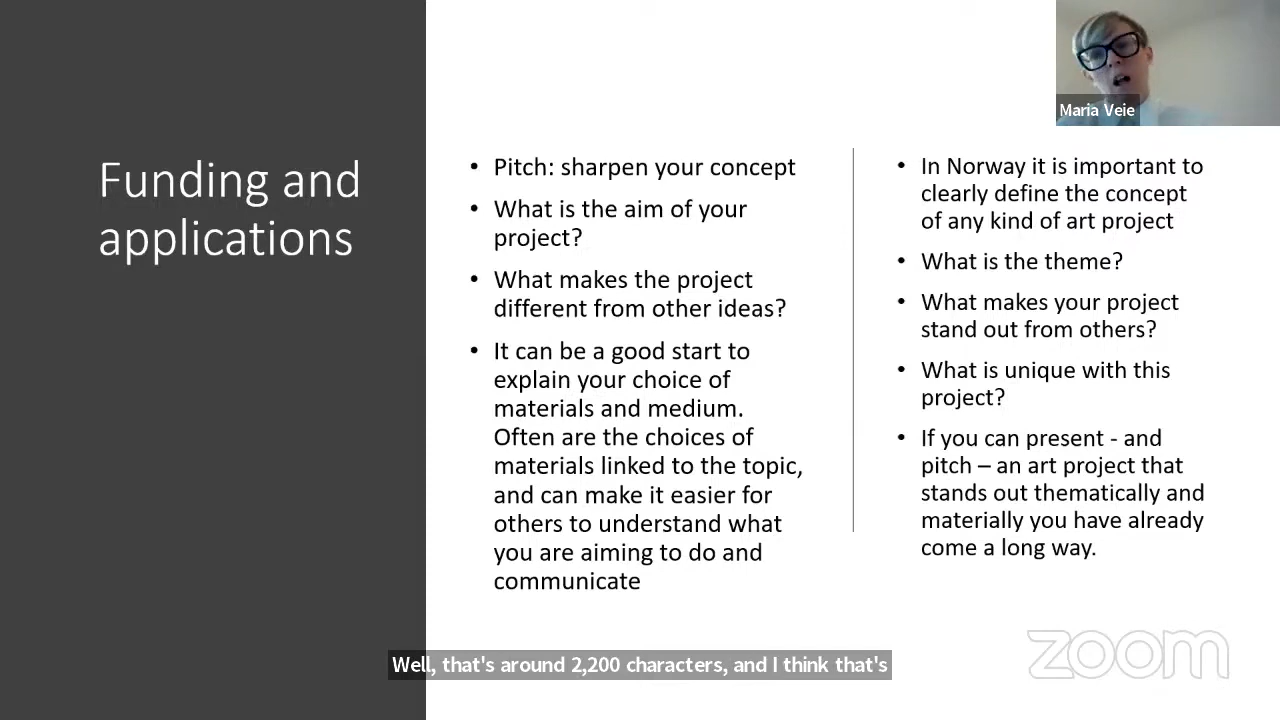 Maria Veie
Funding and
applications
• Pitch: sharpen your concept
• What is the aim of your
project?
• What makes the project
different from other ideas?
• It can be a good start to
explain your choice of
materials and medium.
Often are the choices of
materials linked to the topic,
and can make it easier for
others to understand what
you are aiming to do and
communicate
• In Norway it is important to
clearly define the concept
of any kind of art project
• What is the theme?
• What makes your project
stand out from others?
• What is unique with this
project?
• If you can present - and
pitch – an art project that
stands out thematically and
materially you have already
come a long way.
Well, that's around 2,200 characters, and I think that's
zoom